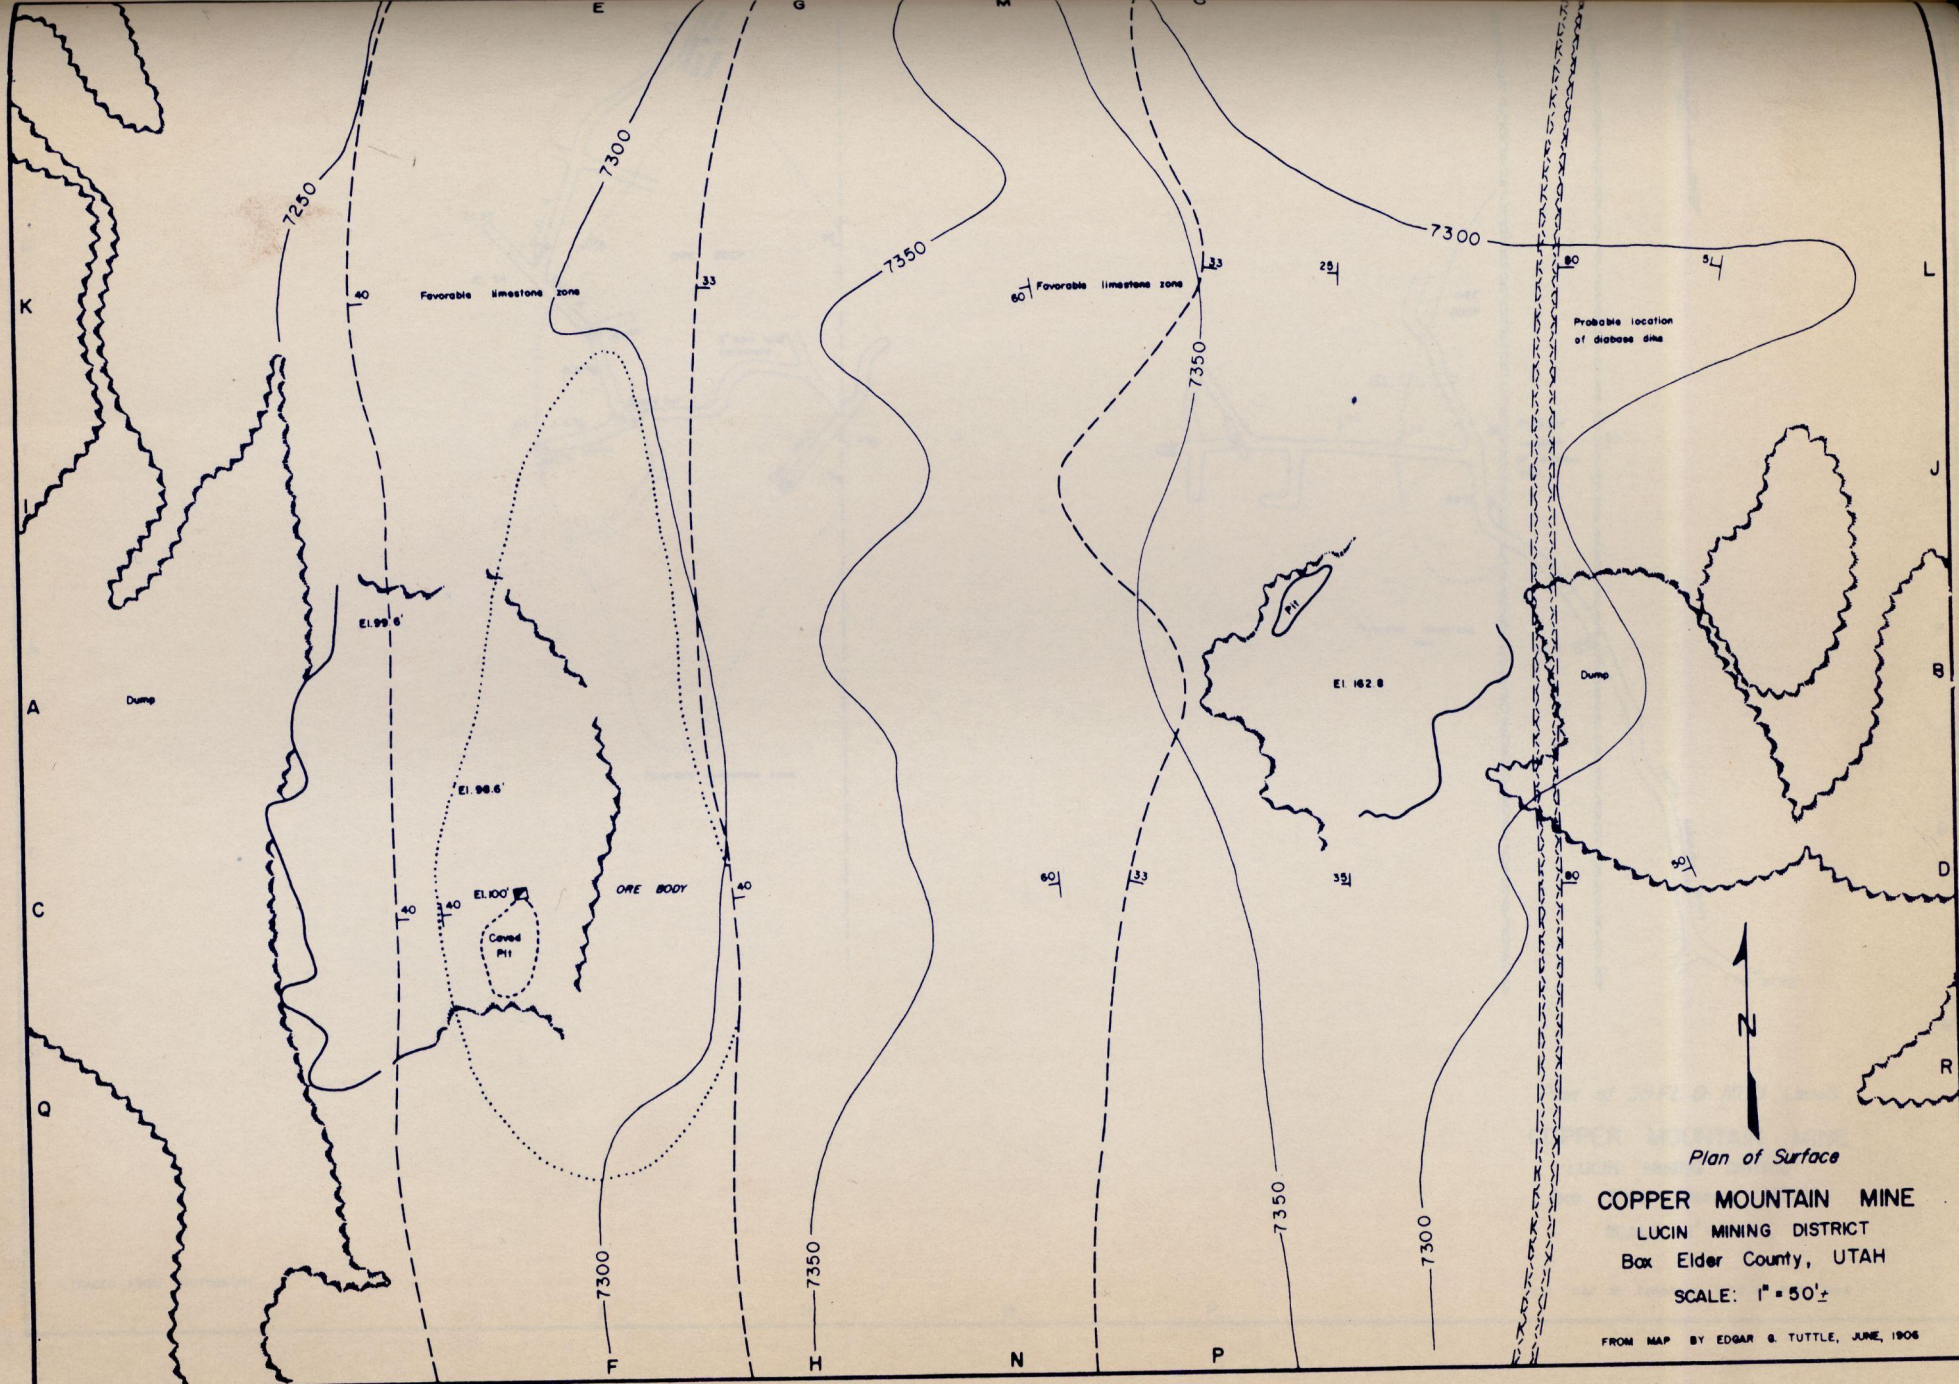 E
G
M
7300
7250
7350
7300
33
33
25
80
51
L
K
40
Favorable limestone zone
60
Favorable limestone zone
Probable location
of diabase dike
7350
J
I
Pit
El.99.6'
A
Dump
El. 162.8
Dump
B
El.98.6'
El.100'
ORE BODY
40
60
33
35
80
50
D
C
40
40
Caved
Pit
N
R
Q
Plan of Surface
COPPER MOUNTAIN MINE
LUCIN MINING DISTRICT
Box Elder County, UTAH
SCALE: 1" = 50'±
7300
7350
7350
7300
FROM MAP BY EDGAR G. TUTTLE, JUNE, 1906
F
H
N
P